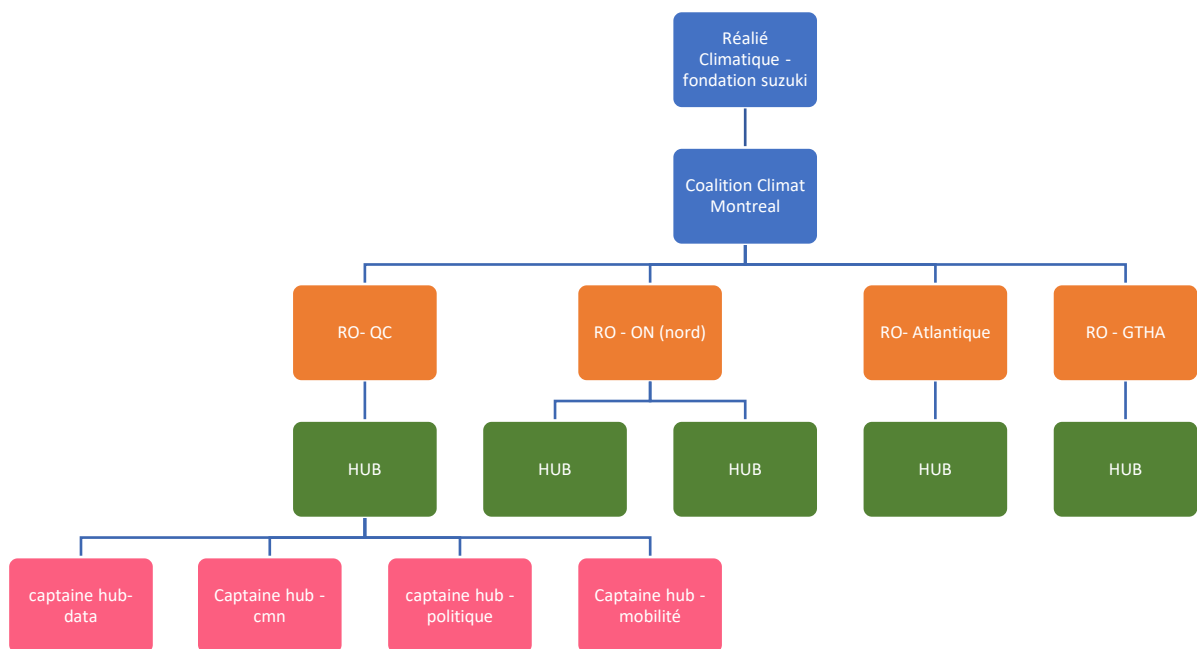 Réalié
Climatique -
fondation suzuki
Coalition Climat
Montreal
RO- QC
RO - ON (nord)
RO- Atlantique
RO - GTHA
HUB
HUB
HUB
HUB
HUB
captaine hub-
data
Captaine hub -
cmn
captaine hub -
politique
Captaine hub -
mobilité